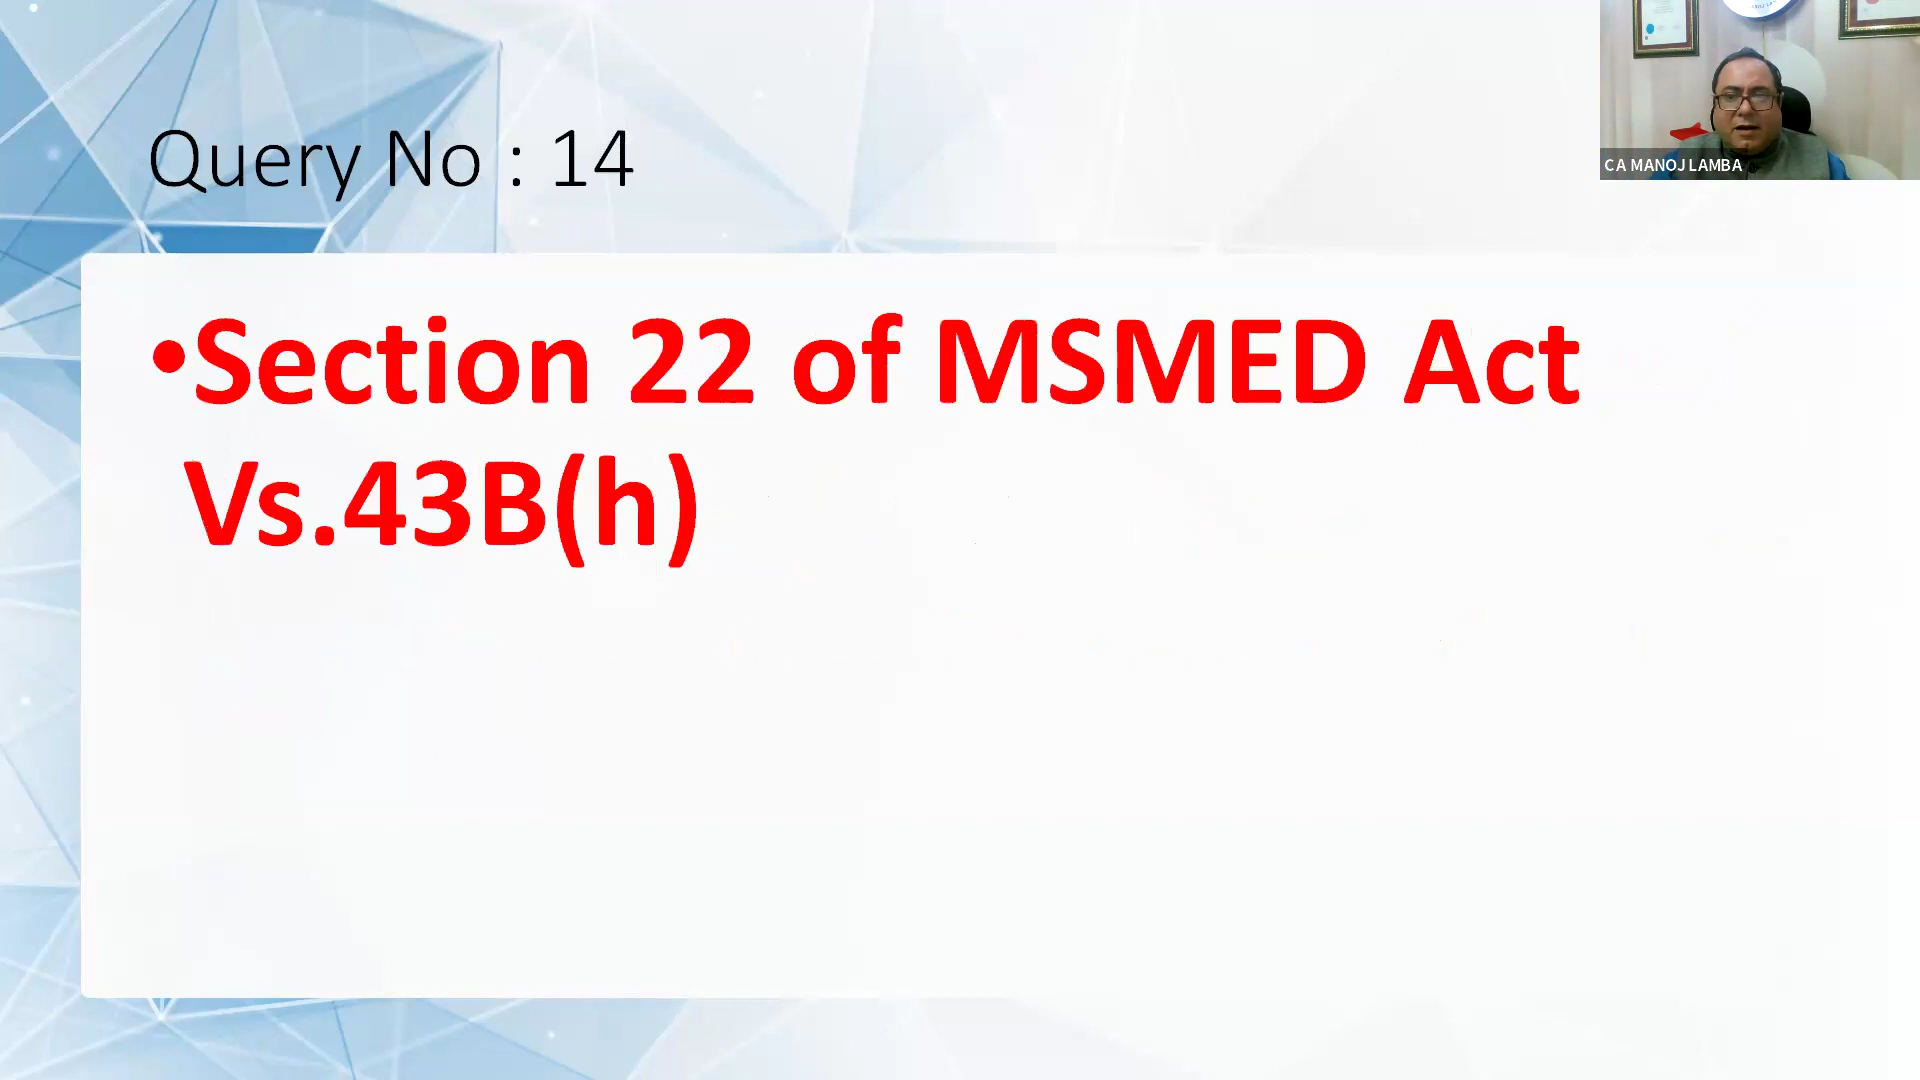 Query No : 14
CA MANOJ LAMBA
•Section 22 of MSMED Act
Vs.43B(h)